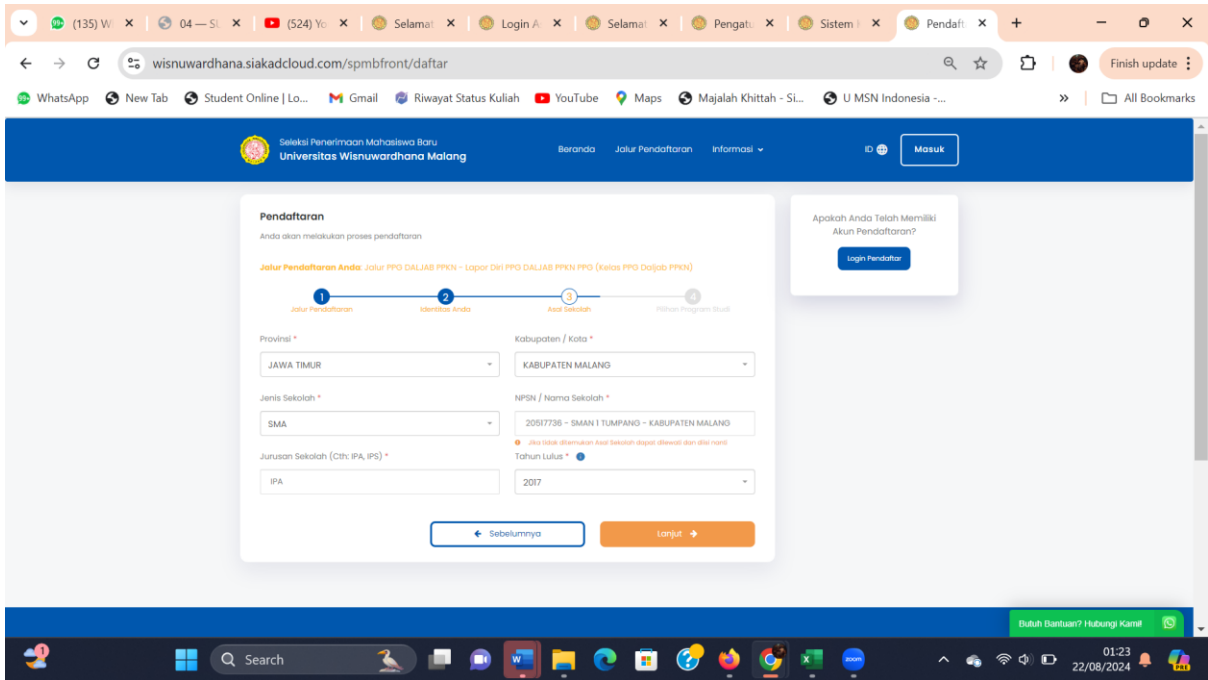 (135) W
04 — SL
(524) Yo
Selamat
Login A
Selamat
Pengatu
Sistem
Pendaft
wisnuwardhana.siakadcloud.com/spmbfront/daftar
Finish update
WhatsApp
New Tab
Student Online | Lo...
Gmail
Riwayat Status Kuliah
YouTube
Maps
Majalah Khittah - Si...
U MSN Indonesia -...
All Bookmarks
Seleksi Penerimaan Mahasiswa Baru
Universitas Wisnuwardhana Malang
Beranda
Jalur Pendaftaran
Informasi
ID
Masuk
Pendaftaran
Anda akan melakukan proses pendaftaran
Jalur Pendaftaran Anda: Jalur PPG DALJAB PPKN - Lapor Diri PPG DALJAB PPKN PPG (Kelas PPG Daljab PPKN)
1
2
3
4
Jalur Pendaftaran
Identitas Anda
Asal Sekolah
Pilihan Program Studi
Provinsi *
Kabupaten / Kota *
JAWA TIMUR
KABUPATEN MALANG
Jenis Sekolah *
NPSN / Nama Sekolah *
SMA
20517736 - SMAN 1 TUMPANG - KABUPATEN MALANG
Jika tidak ditemukan Asal Sekolah dapat dilewati dan diisi nanti
Jurusan Sekolah (Cth: IPA, IPS) *
Tahun Lulus *
IPA
2017
Sebelumnya
Lanjut
Apakah Anda Telah Memiliki
Akun Pendaftaran?
Login Pendaftar
Butuh Bantuan? Hubungi Kami!
1
Search
zoom
01:23
22/08/2024